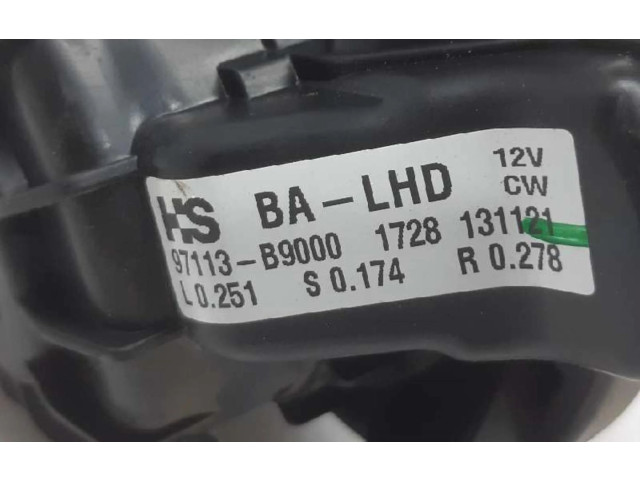 HS BA-LHD 12V
CW
97113-B9000 1728 131121
L 0.251 S 0.174 R 0.278